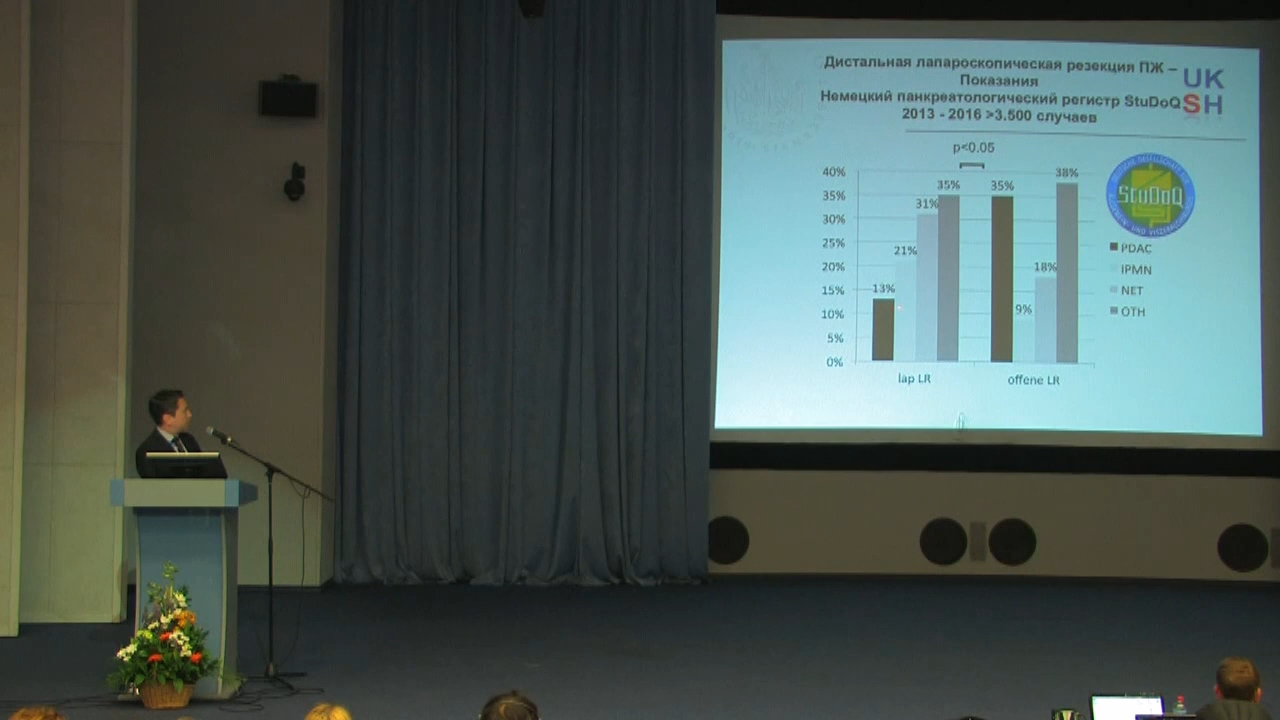 Дистальная лапароскопическая резекция ПЖ –
Показания
Немецкий панкреатологический регистр StuDoQ
2013 - 2016 >3.500 случаев
UK
SH
p<0.05
40%
35%
30%
25%
20%
15%
10%
5%
0%
13%
21%
31%
35%
35%
9%
18%
38%
lap LR
offene LR
StuDoQ
PDAC
IPMN
NET
OTH